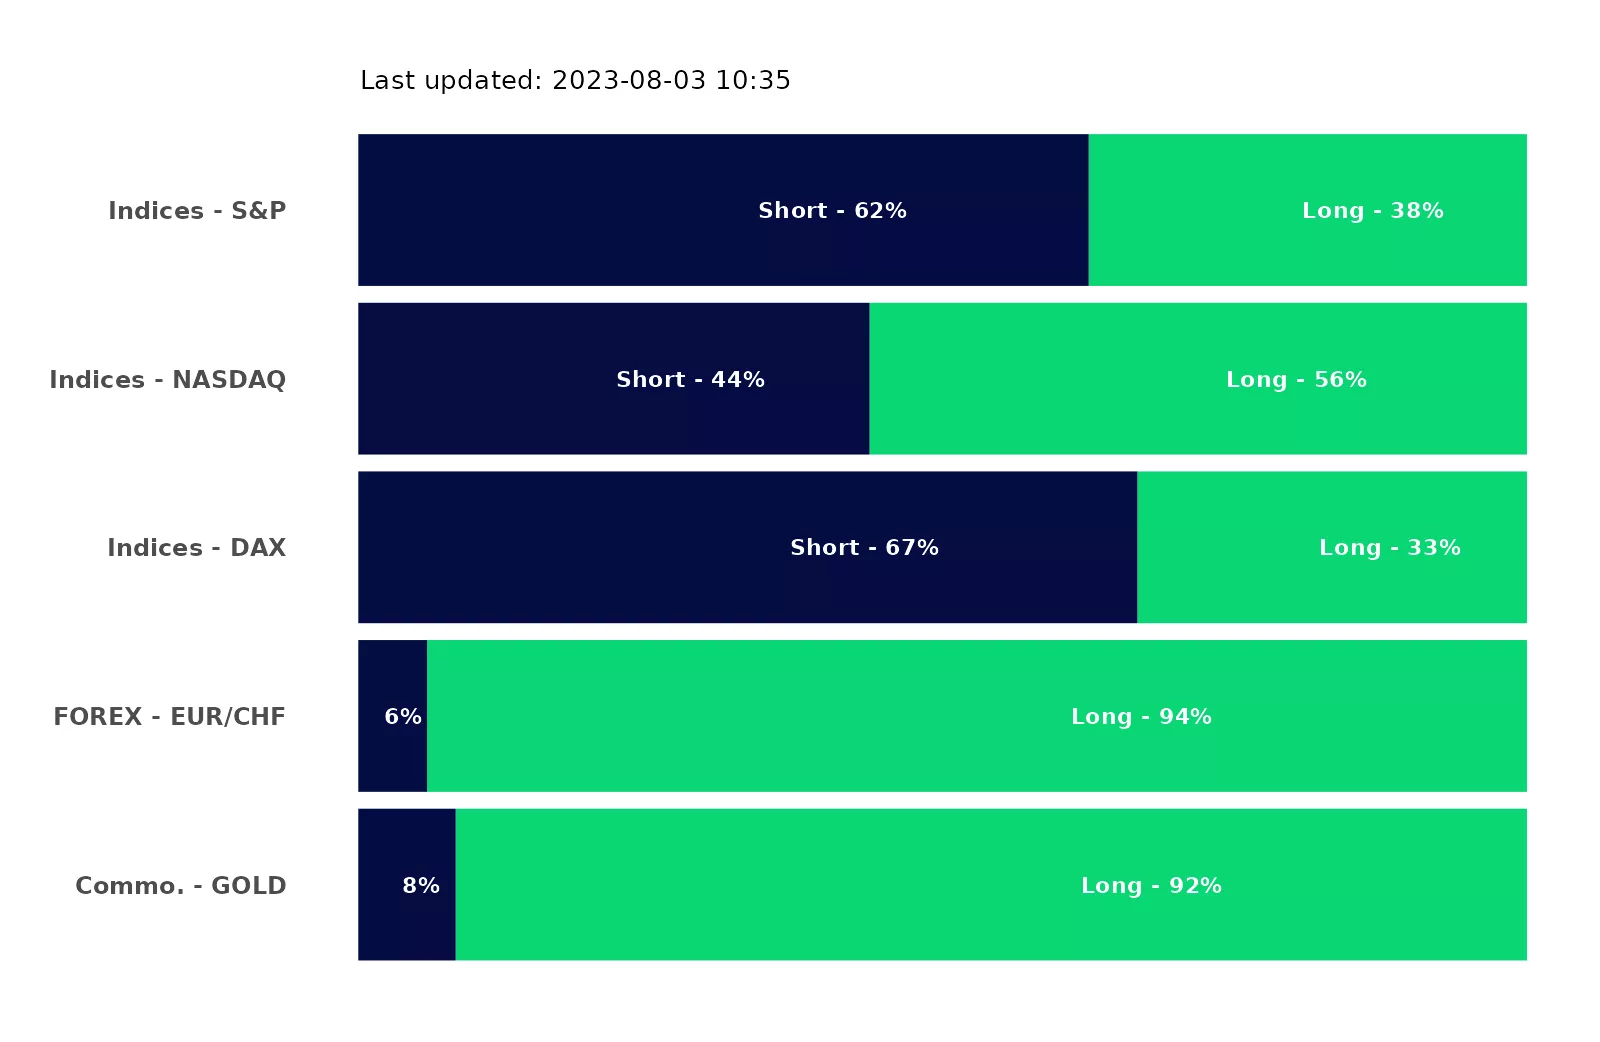 Last updated: 2023-08-03 10:35
Indices - S&P Short - 62% Long - 38%
Indices - NASDAQ Short - 44% Long - 56%
Indices - DAX Short - 67% Long - 33%
FOREX - EUR/CHF 6% Long - 94%
Commo. - GOLD 8% Long - 92%